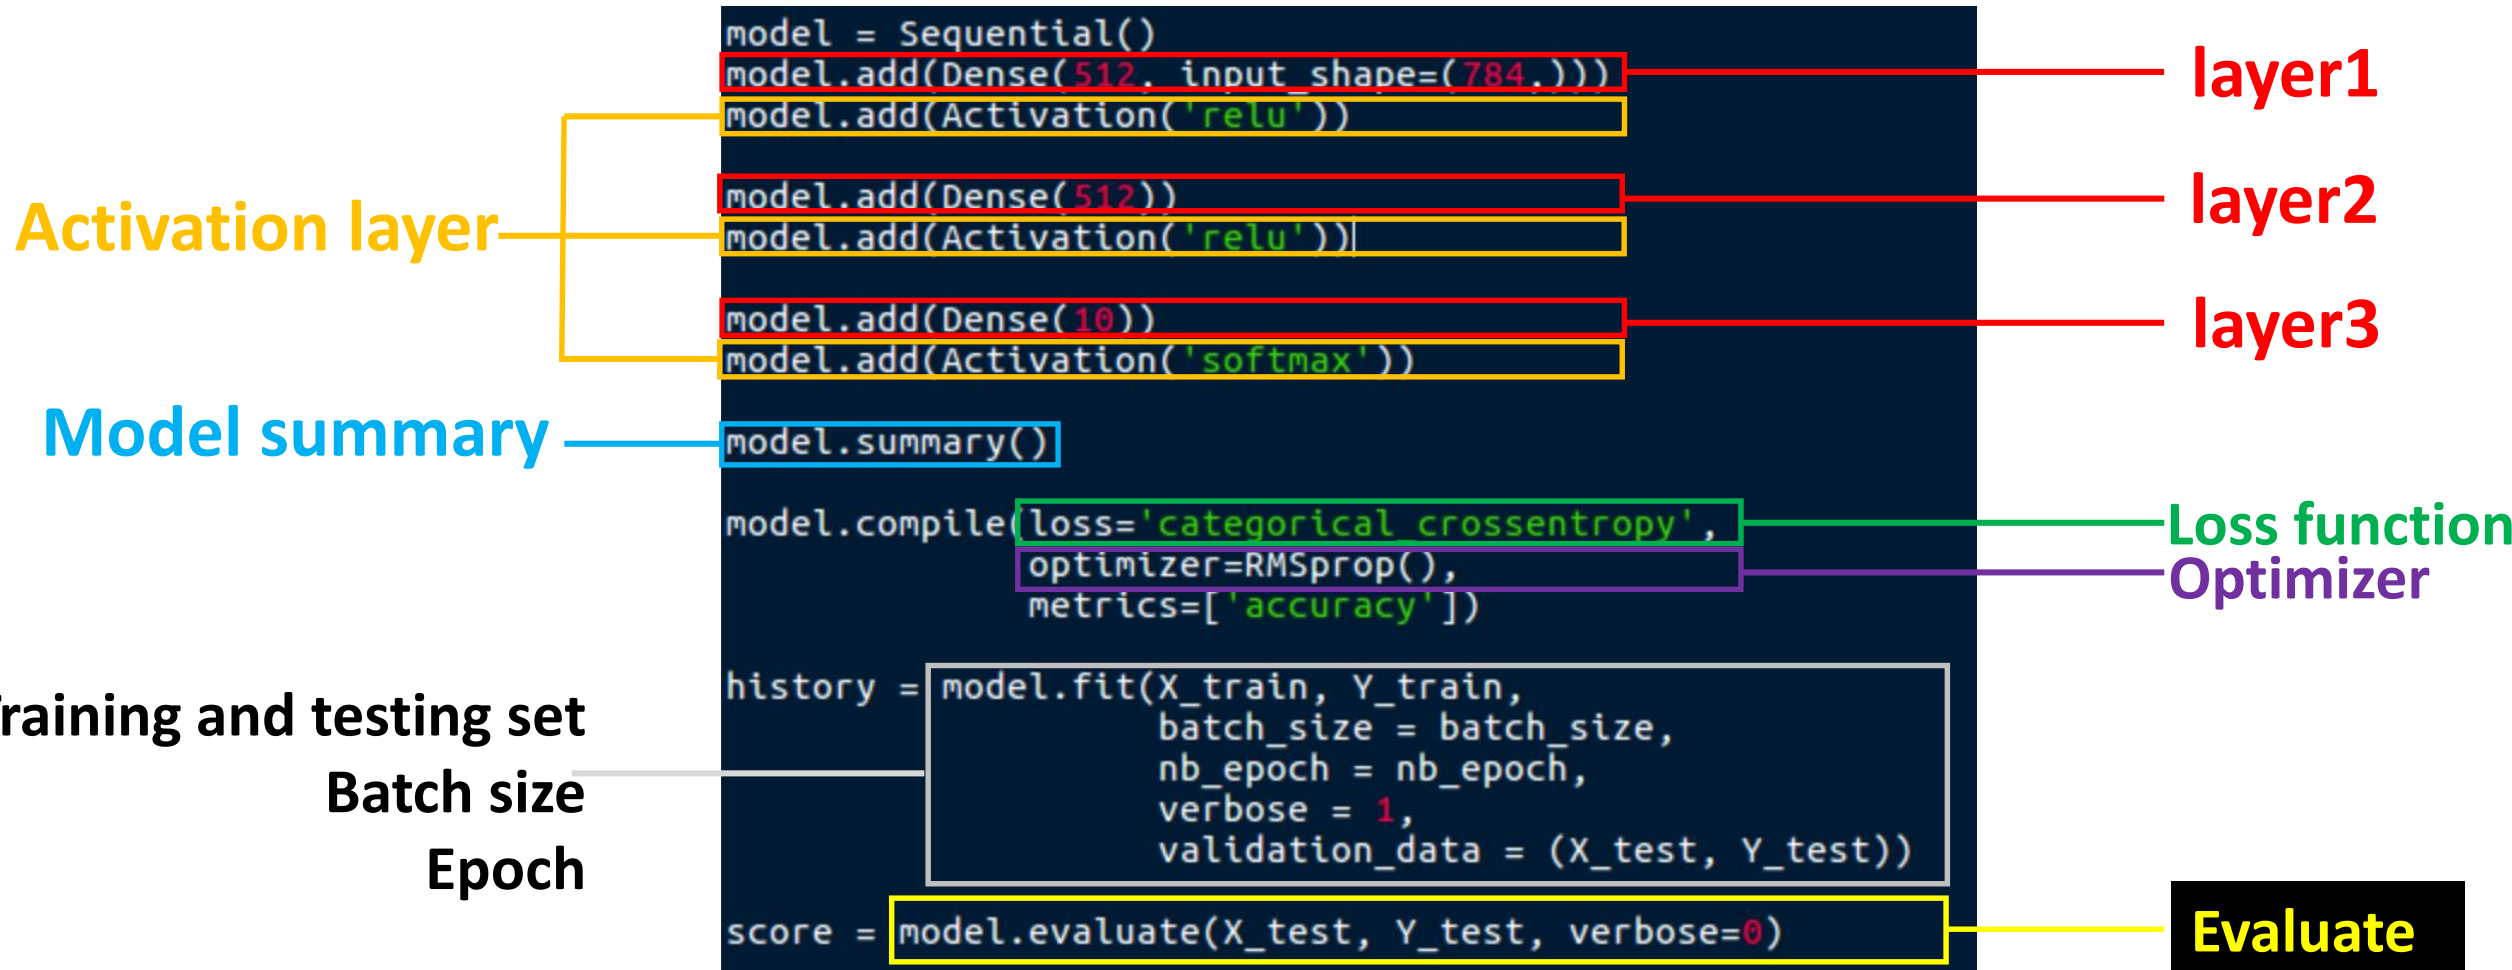 model = Sequential()
model.add(Dense(512, input_shape=(784,)))
layer1
model.add(Activation('relu'))
model.add(Dense(512))
layer2
Activation layer
model.add(Activation('relu'))
model.add(Dense(10))
layer3
model.add(Activation('softmax'))
Model summary
model.summary()
model.compile(loss='categorical_crossentropy',
Loss function
optimizer=RMSprop(),
Optimizer
metrics=['accuracy'])
history = model.fit(X_train, Y_train,
batch_size = batch_size,
nb_epoch = nb_epoch,
verbose = 1,
validation_data = (X_test, Y_test))
raining and testing set
Batch size
Epoch
score = model.evaluate(X_test, Y_test, verbose=0)
Evaluate